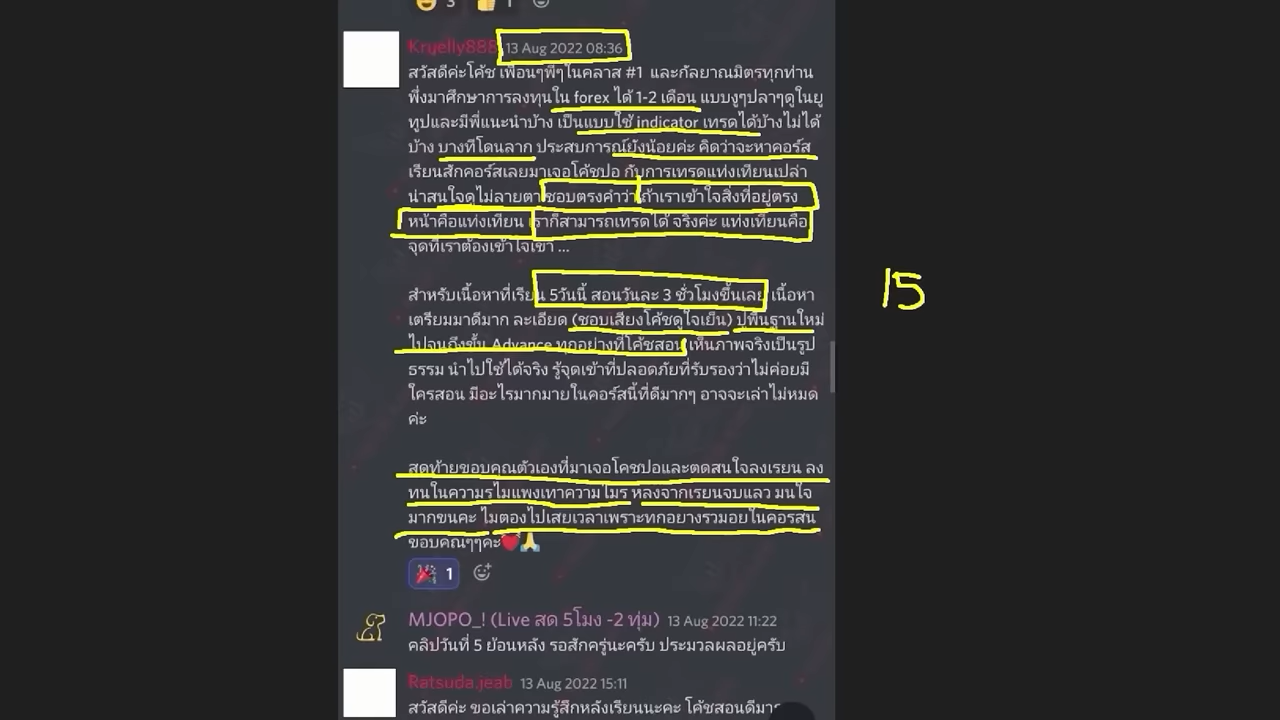 3 1
Kryelly888 13 Aug 2022 08:36
สวัสดีค่ะโค้ช เพื่อนๆพี่ๆในคลาส #1 และกัลยาณมิตรทุกท่าน
พึ่งมาศึกษาการลงทุนใน forex ได้ 1-2 เดือน แบบงูๆปลาๆดูในยู
ทูปและมีพี่แนะนำบ้าง เป็นแบบใช้ indicator เทรดได้บ้างไม่ได้
บ้าง บางทีโดนลาก ประสบการณ์ยังน้อยค่ะ คิดว่าจะหาคอร์ส
เรียนสักคอร์สเลยมาเจอโค้ชปอ กับการเทรดแท่งเทียนเปล่า
น่าสนใจดูไม่ลายตา ชอบตรงคำว่า ถ้าเราเข้าใจสิ่งที่อยู่ตรง
หน้าคือแท่งเทียน เราก็สามารถเทรดได้ จริงค่ะ แท่งเทียนคือ
จุดที่เราต้องเข้าใจเขา ...
สำหรับเนื้อหาที่เรียน 5วันนี้ สอนวันละ 3 ชั่วโมงขึ้นเลย เนื้อหา
15
เตรียมมาดีมาก ละเอียด (ชอบเสียงโค้ชดูใจเย็น) ปูพื้นฐานใหม่
ไปจนถึงขั้น Advance ทุกอย่างที่โค้ชสอน เห็นภาพจริงเป็นรูป
ธรรม นำไปใช้ได้จริง รู้จุดเข้าที่ปลอดภัยที่รับรองว่าไม่ค่อยมี
ใครสอน มีอะไรมากมายในคอร์สนี้ที่ดีมากๆ อาจจะเล่าไม่หมด
ค่ะ
สุดท้ายขอบคุณตัวเองที่มาเจอโค้ชปอและตัดสินใจลงเรียน ลง
ทุนในความรู้ไม่แพงเท่าความไม่รู้ หลังจากเรียนจบแล้ว มั่นใจ
มากขึ้นค่ะ ไม่ต้องไปเสียเวลาเพราะทุกอย่างรวมอยู่ในคอร์สนี้
ขอบคุณๆๆค่ะ❤️🙏
1
MJOPO_! (Live สด 5โมง -2 ทุ่ม) 13 Aug 2022 11:22
คลิปวันที่ 5 ย้อนหลัง รอสักครู่นะครับ ประมวลผลอยู่ครับ
Ratsuda.jeab 13 Aug 2022 15:11
สวัสดีค่ะ ขอเล่าความรู้สึกหลังเรียนนะคะ โค้ชสอนดีมาก